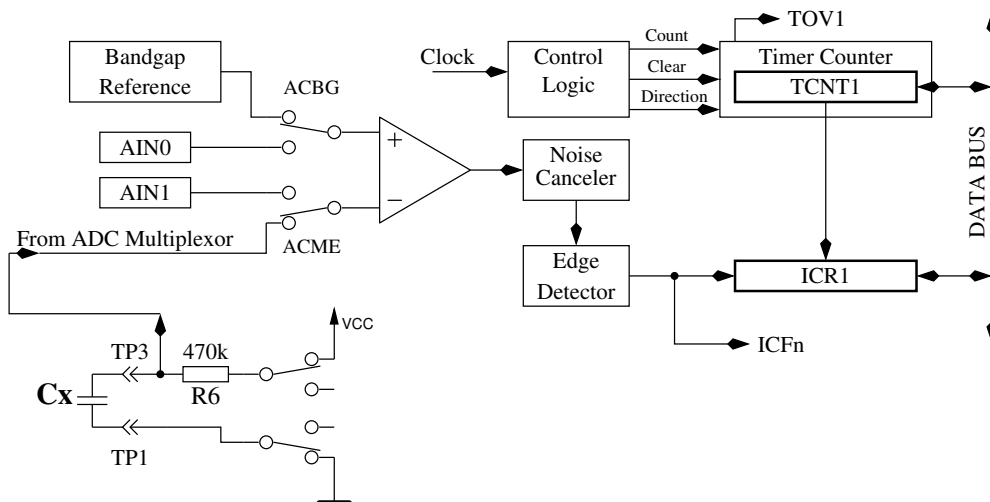 TOV1
Bandgap
Reference
ACBG
Clock
Control
Logic
Count
Clear
Direction
Timer Counter
TCNT1
AIN0
AIN1
+
−
Noise
Canceler
DATA BUS
From ADC Multiplexor
ACME
Edge
Detector
ICR1
ICFn
VCC
TP3
470k
R6
Cx
TP1